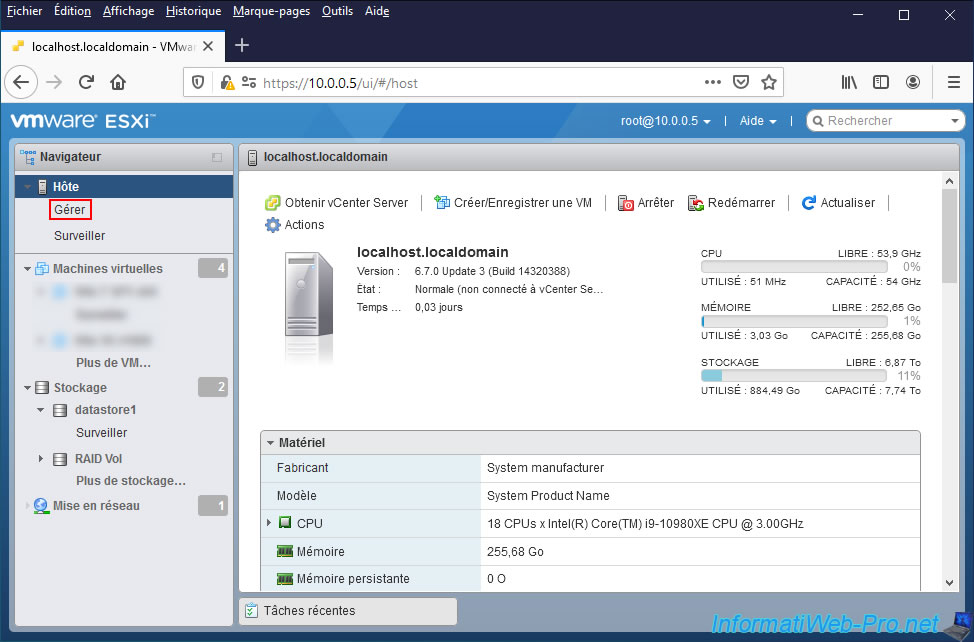 Fichier Édition Affichage Historique Marque-pages Outils Aide
localhost.localdomain - VMwar
https://10.0.0.5/ui/#/host
vmware ESXi™
root@10.0.0.5 | Aide | Rechercher
Navigateur
localhost.localdomain
Hôte
Gérer
Surveiller
Machines virtuelles 4
Plus de VM...
Stockage 2
datastore1
Surveiller
RAID Vol
Plus de stockage...
Mise en réseau 1
Obtenir vCenter Server | Créer/Enregistrer une VM | Arrêter Redémarrer | Actualiser |
Actions
localhost.localdomain
Version : 6.7.0 Update 3 (Build 14320388)
État : Normale (non connecté à vCenter Se...
Temps ... 0,03 jours
CPU LIBRE : 53,9 GHz
0%
UTILISÉ : 51 MHz CAPACITÉ : 54 GHz
MÉMOIRE LIBRE : 252,65 Go
1%
UTILISÉ : 3,03 Go CAPACITÉ : 255,68 Go
STOCKAGE LIBRE : 6,87 To
11%
UTILISÉ : 884,49 Go CAPACITÉ : 7,74 To
Matériel
Fabricant System manufacturer
Modèle System Product Name
CPU 18 CPUs x Intel(R) Core(TM) i9-10980XE CPU @ 3.00GHz
Mémoire 255,68 Go
Mémoire persistante 0 O
Tâches récentes
InformatiWeb-Pro.net